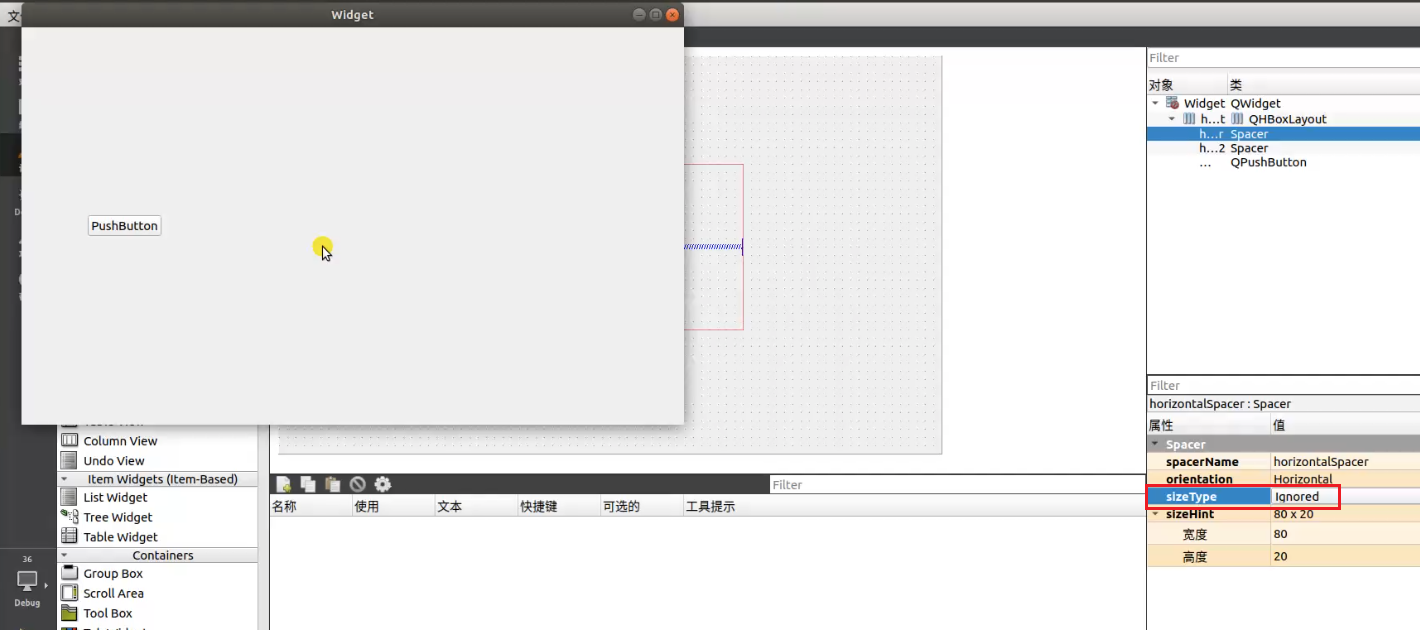 文
Widget
PushButton
Column View
Undo View
Item Widgets (Item-Based)
List Widget
Tree Widget
Table Widget
Containers
Group Box
Scroll Area
Tool Box
36
Debug
Filter
名称 使用 文本 快捷键 可选的 工具提示
Filter
对象 类
Widget QWidget
h...t QHBoxLayout
h...r Spacer
h...2 Spacer
... QPushButton
Filter
horizontalSpacer : Spacer
属性 值
Spacer
spacerName horizontalSpacer
orientation Horizontal
sizeType Ignored
sizeHint 80 x 20
宽度 80
高度 20